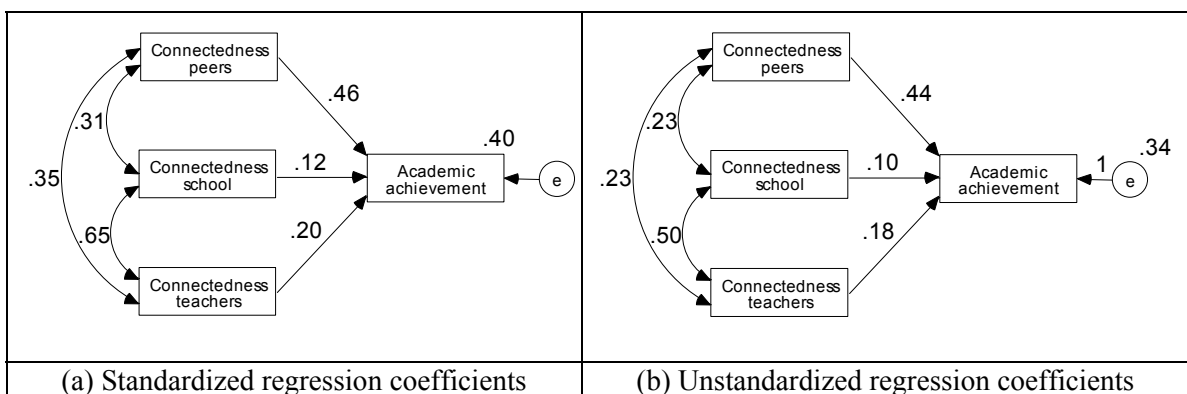 Connectedness
peers
.46
.31
.40
Connectedness
school
.12
Academic
achievement
e
.35
.20
.65
Connectedness
teachers
(a) Standardized regression coefficients
Connectedness
peers
.44
.23
.34
Connectedness
school
.10
Academic
achievement
1
e
.23
.18
.50
Connectedness
teachers
(b) Unstandardized regression coefficients